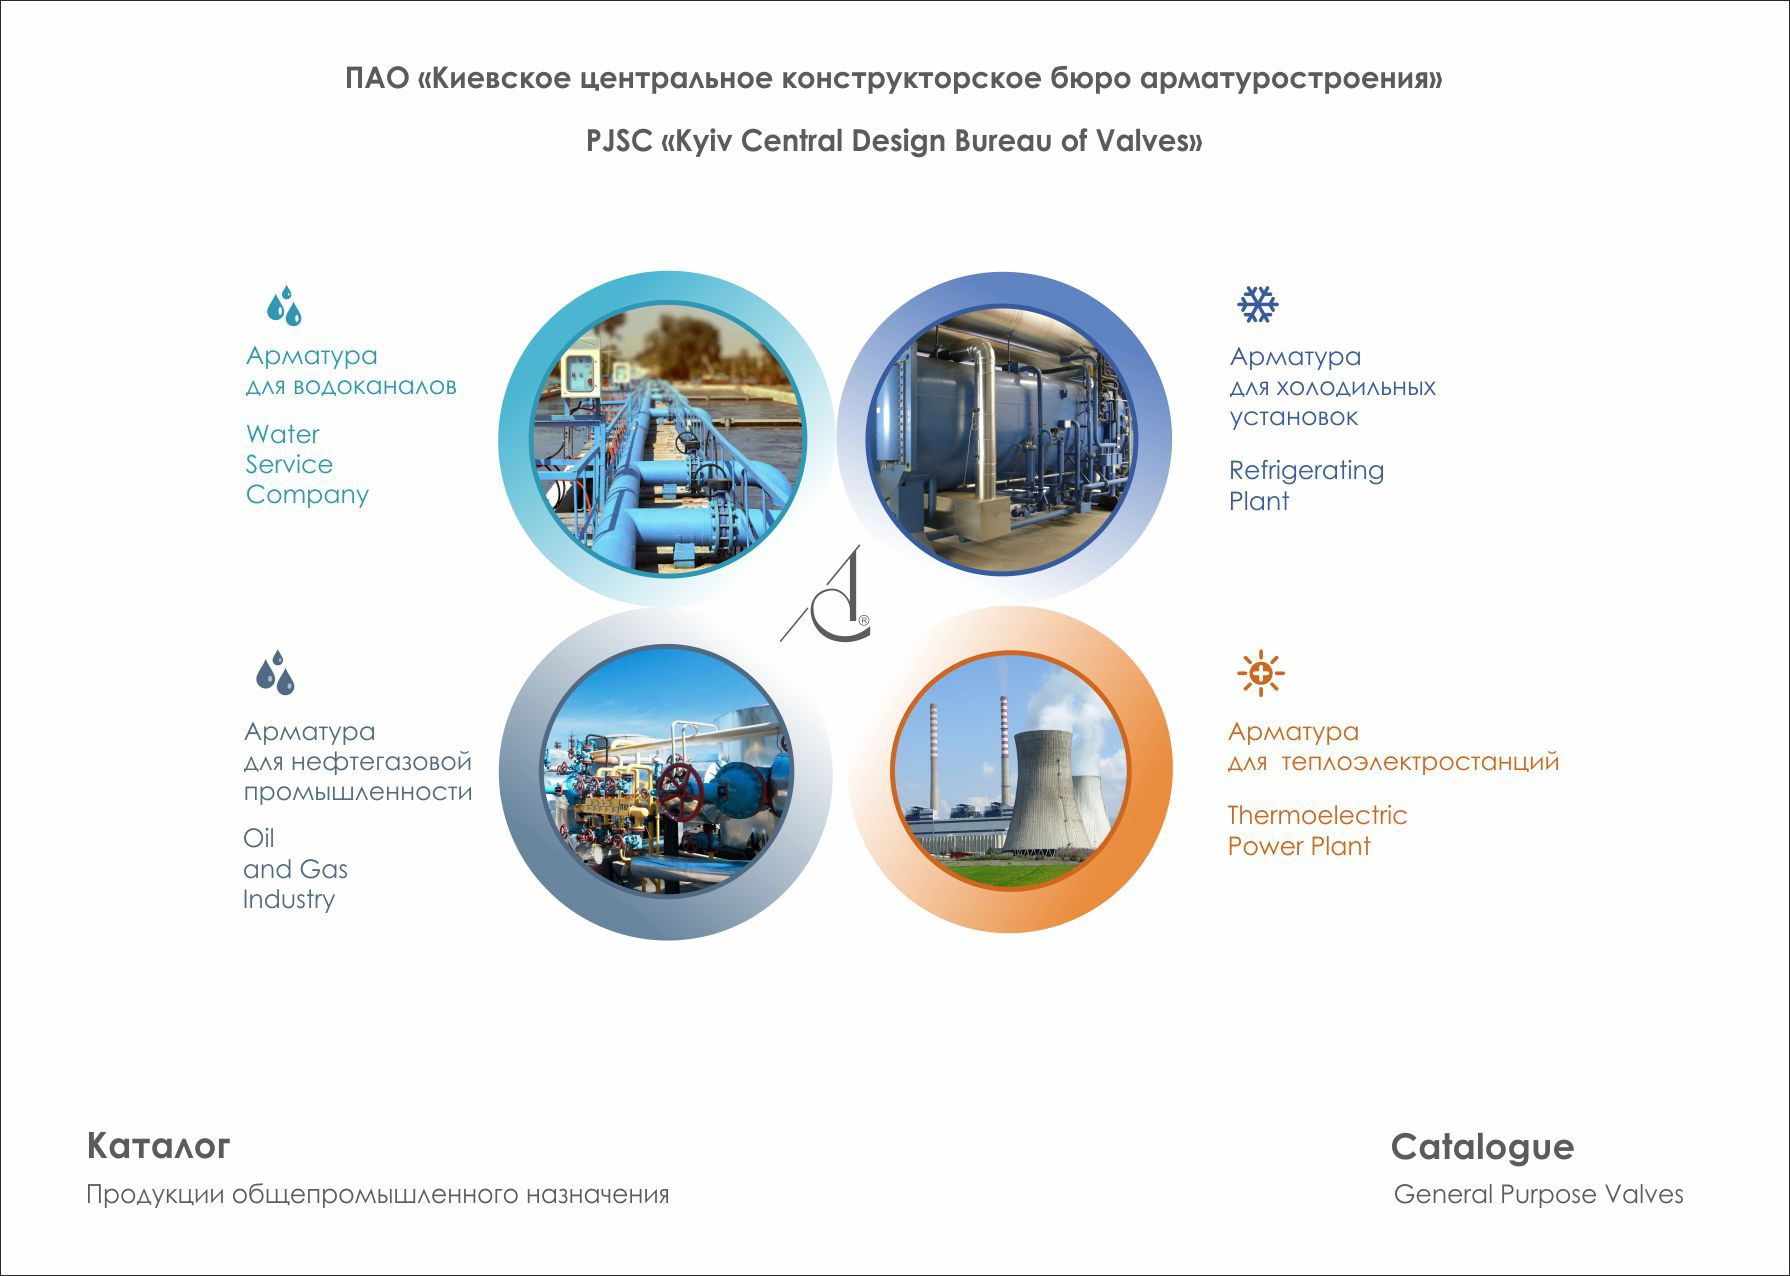 ПАО «Киевское центральное конструкторское бюро арматуростроения»
PJSC «Kyiv Central Design Bureau of Valves»
Арматура
для водоканалов
Water
Service
Company
Арматура
для холодильных
установок
Refrigerating
Plant
®
Арматура
для нефтегазовой
промышленности
Oil
and Gas
Industry
Арматура
для теплоэлектростанций
Thermoelectric
Power Plant
Каталог
Продукции общепромышленного назначения
Catalogue
General Purpose Valves